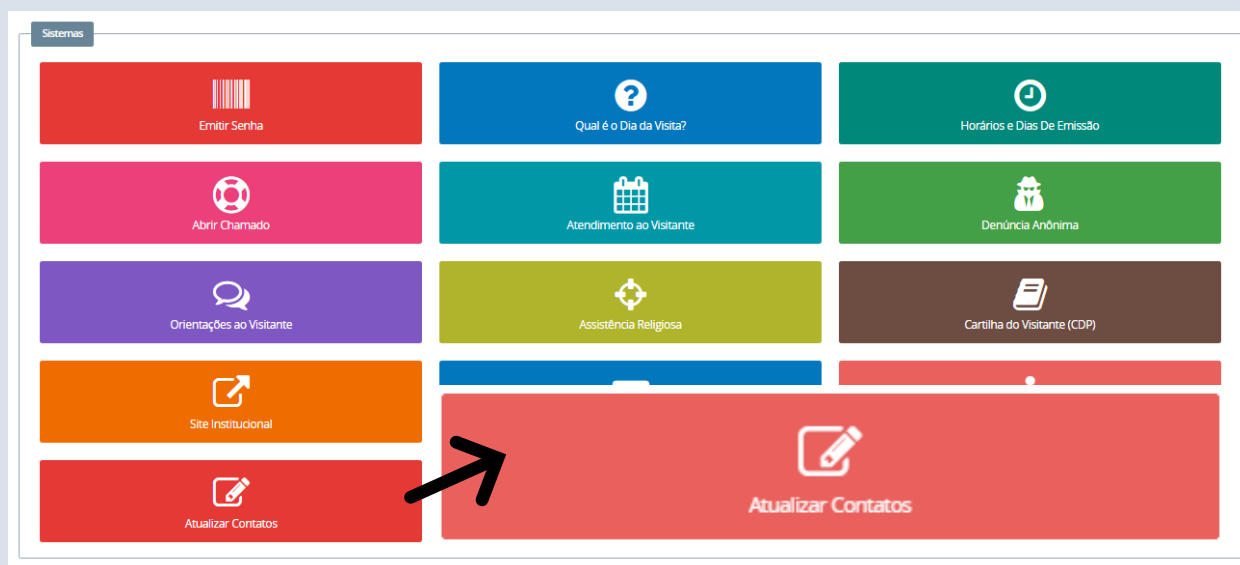 Sistemas
Emitir Senha
Qual é o Dia da Visita?
Horários e Dias De Emissão
Abrir Chamado
Atendimento ao Visitante
Denúncia Anônima
Orientações ao Visitante
Assistência Religiosa
Cartilha do Visitante (CDP)
Site Institucional
Atualizar Contatos
Atualizar Contatos